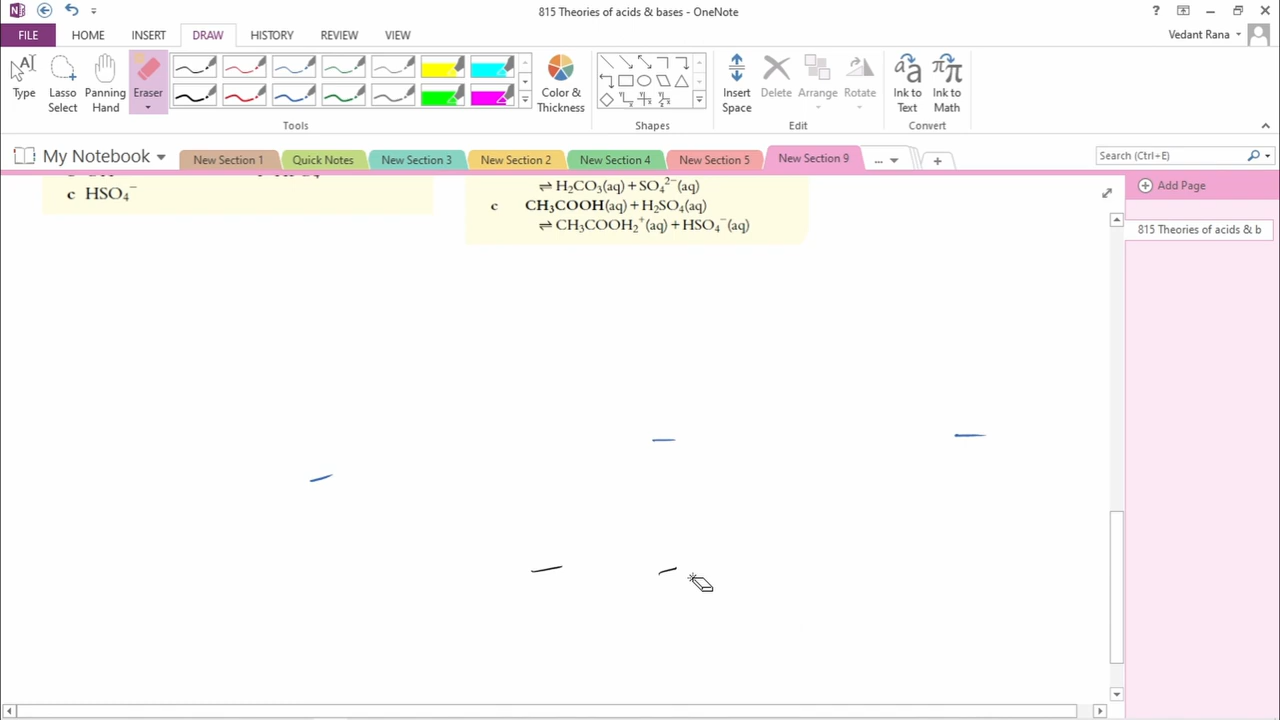 815 Theories of acids & bases - OneNote
?
FILE HOME INSERT DRAW HISTORY REVIEW VIEW
Vedant Rana
Type
Lasso Select
Panning Hand
Eraser
Color & Thickness
Insert Space
Delete
Arrange
Rotate
Ink to Text
Ink to Math
Tools
Shapes
Edit
Convert
My Notebook
New Section 1
Quick Notes
New Section 3
New Section 2
New Section 4
New Section 5
New Section 9
...
+
Search (Ctrl+E)
Add Page
815 Theories of acids & b
c HSO₄⁻
⇌ H₂CO₃(aq) + SO₄²⁻(aq)
c CH₃COOH(aq) + H₂SO₄(aq)
⇌ CH₃COOH₂⁺(aq) + HSO₄⁻(aq)